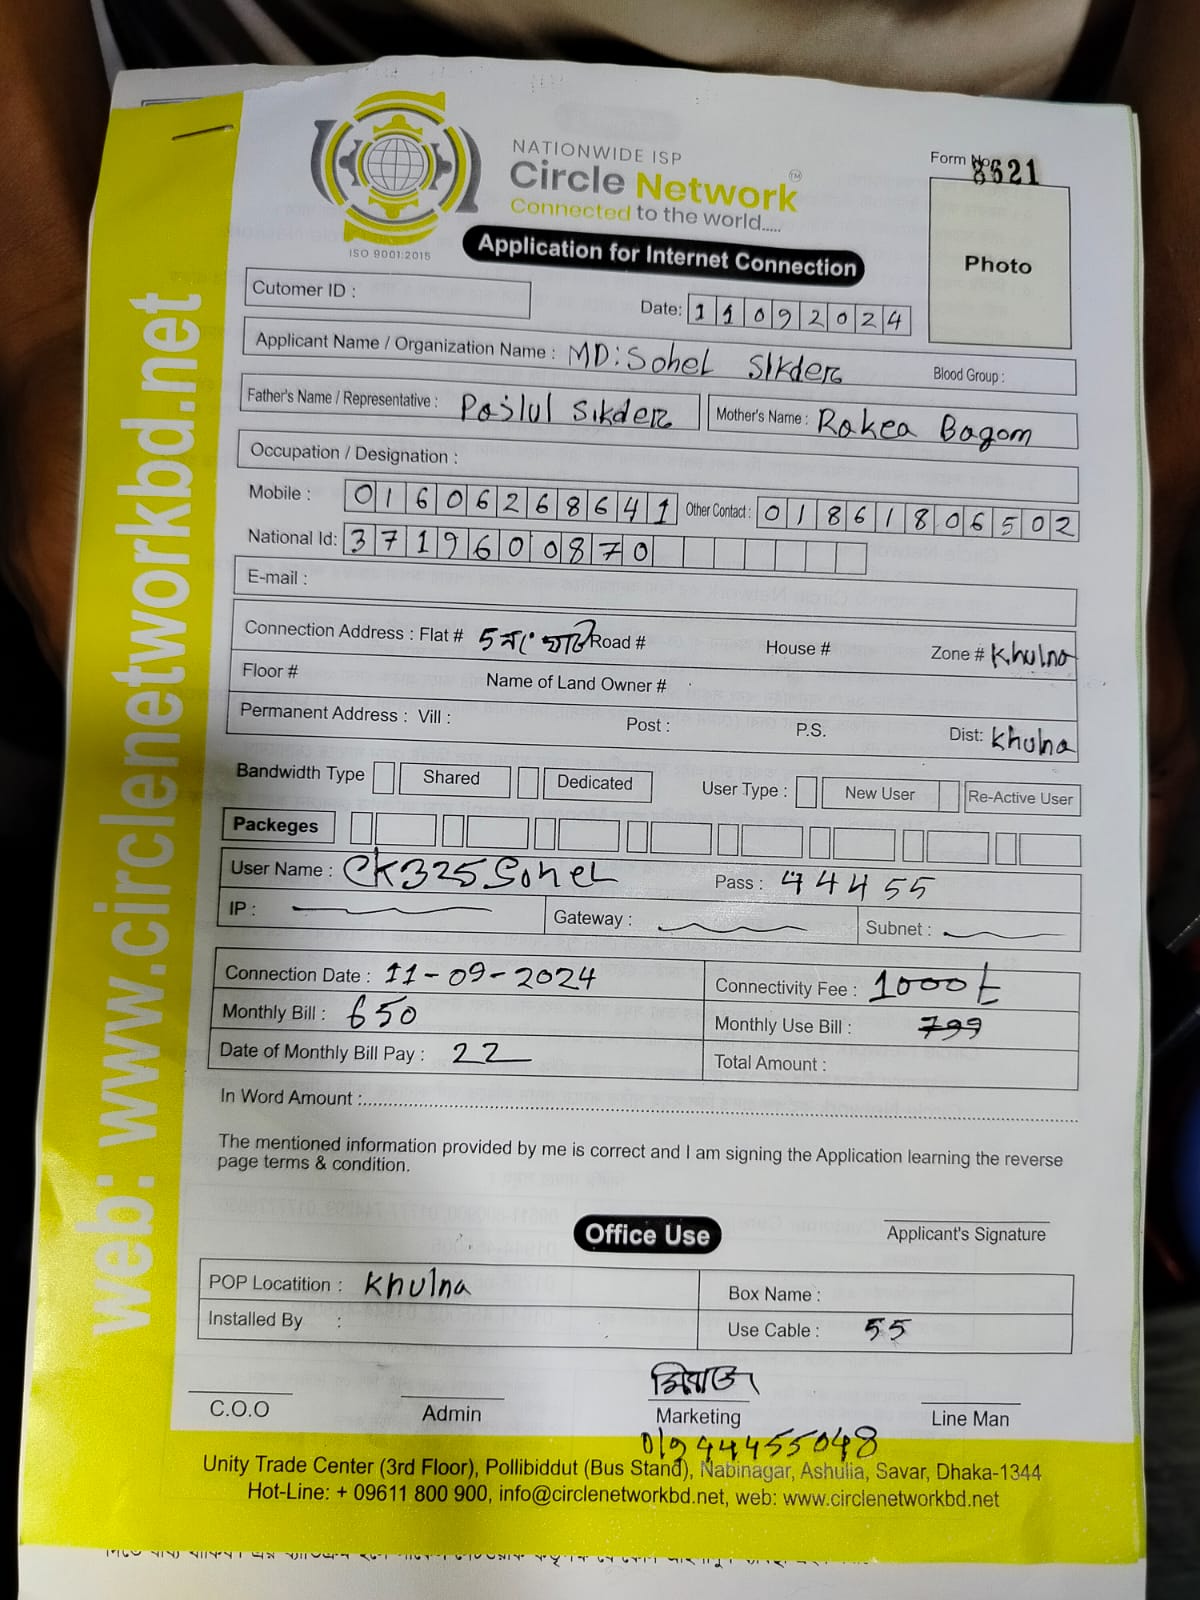 NATIONWIDE ISP
Circle Network TM
Connected to the world.....
ISO 9001:2015
Form No. 8621
Photo
Application for Internet Connection
Cutomer ID :
Date: 11092024
Applicant Name / Organization Name : MD: Sohel Sikder Blood Group :
Father's Name / Representative : Paslul Sikder Mother's Name : Rakea Bagom
Occupation / Designation :
Mobile : 01606268641 Other Contact : 01861806502
National Id: 3719600870
E-mail :
Connection Address : Flat # 5 নং ঘাট Road # House # Zone # Khulna
Floor # Name of Land Owner #
Permanent Address : Vill : Post : P.S. Dist: Khulna
Bandwidth Type Shared Dedicated User Type : New User Re-Active User
Packeges
User Name : CK325Sohel Pass : 44455
IP : Gateway : Subnet :
Connection Date : 11-09-2024 Connectivity Fee : 1000t
Monthly Bill : 650 Monthly Use Bill : 799
Date of Monthly Bill Pay : 22 Total Amount :
In Word Amount :
The mentioned information provided by me is correct and I am signing the Application learning the reverse
page terms & condition.
Applicant's Signature
Office Use
POP Locatition : Khulna Box Name :
Installed By : Use Cable : 55
C.O.O Admin Marketing Line Man
01944455048
Unity Trade Center (3rd Floor), Pollibiddut (Bus Stand), Nabinagar, Ashulia, Savar, Dhaka-1344
Hot-Line: + 09611 800 900, info@circlenetworkbd.net, web: www.circlenetworkbd.net
web: www.circlenetworkbd.net